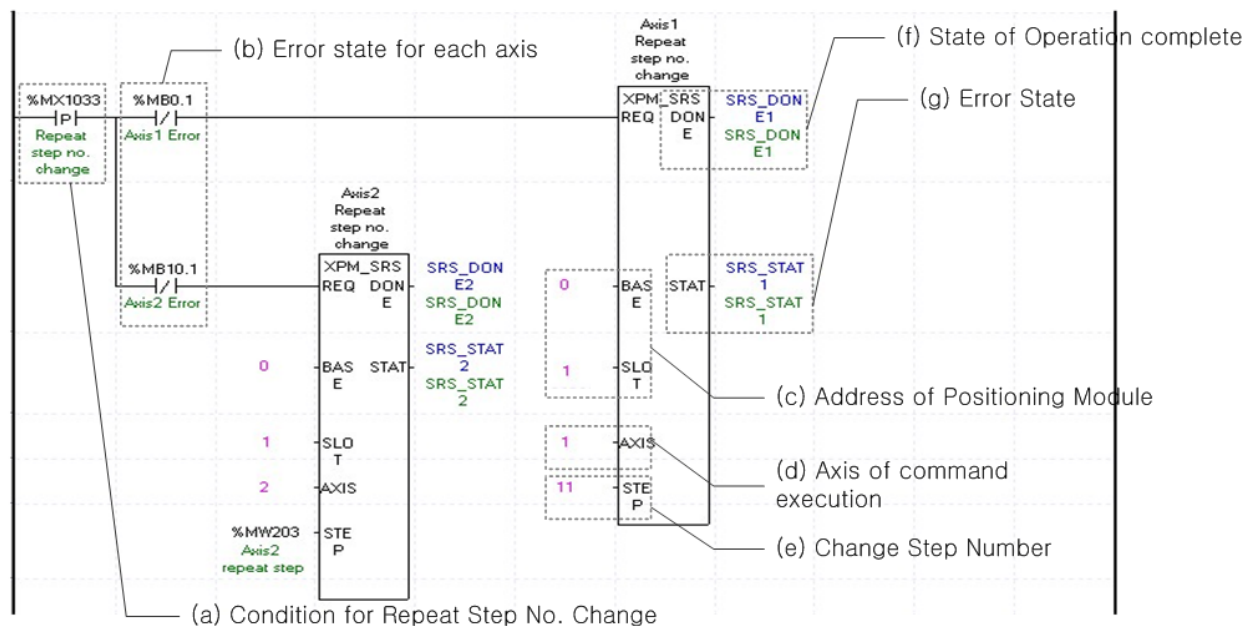 Axis1
Repeat
step no.
change
(b) Error state for each axis
(f) State of Operation complete
(g) Error State
%MX1033
P
Repeat
step no.
change
%MB0.1
Axis1 Error
XPM_SRS
REQ DON
E
SRS_DON
E1
SRS_DON
E1
Axis2
Repeat
step no.
change
%MB10.1
Axis2 Error
XPM_SRS
REQ DON
E
SRS_DON
E2
SRS_DON
E2
0
BAS
E
STAT
SRS_STAT
1
SRS_STAT
1
0
BAS
E
STAT
SRS_STAT
2
SRS_STAT
2
1
SLO
T
(c) Address of Positioning Module
1
SLO
T
1
AXIS
(d) Axis of command
execution
2
AXIS
11
STE
P
%MW203
Axis2
repeat step
STE
P
(e) Change Step Number
(a) Condition for Repeat Step No. Change